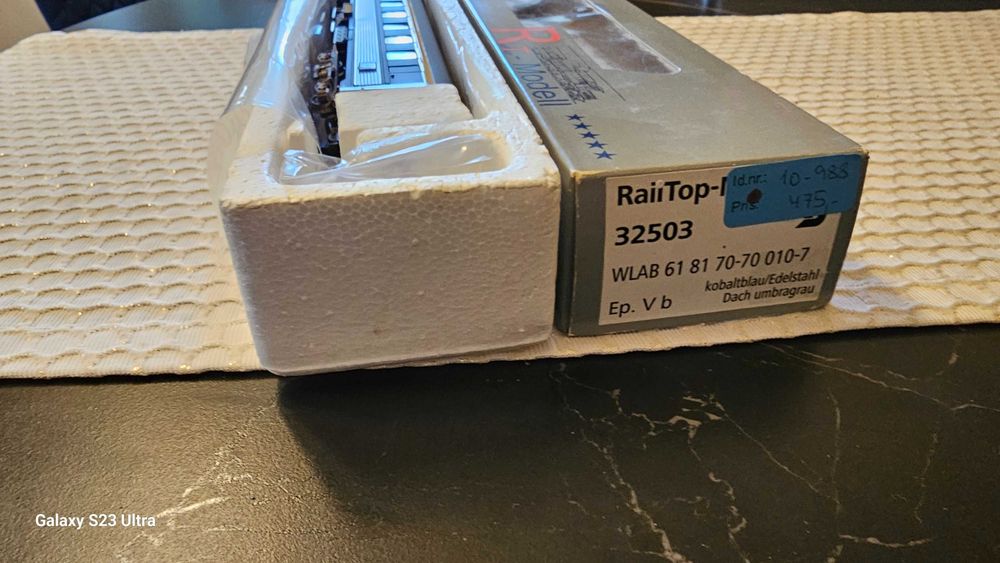 RT-Modell
RailTop-
Id.nr.: 10-988
Pris: 475,-
32503
WLAB 61 81 70-70 010-7
kobaltblau/Edelstahl
Ep. V b
Dach umbragrau
Galaxy S23 Ultra